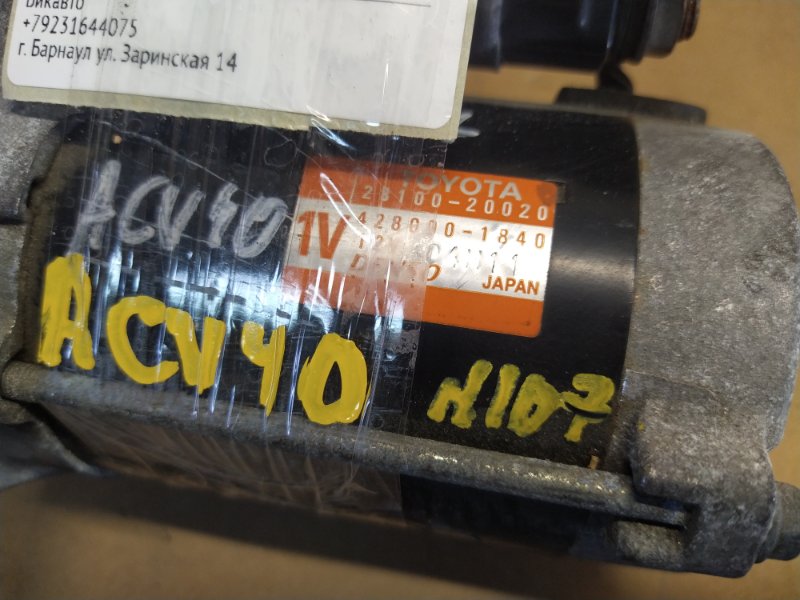 Викавто
+79231644075
г. Барнаул ул. Заринская 14
ACV40
TOYOTA
28100-20020
1V
428000-1840
JAPAN
ACV40
N107